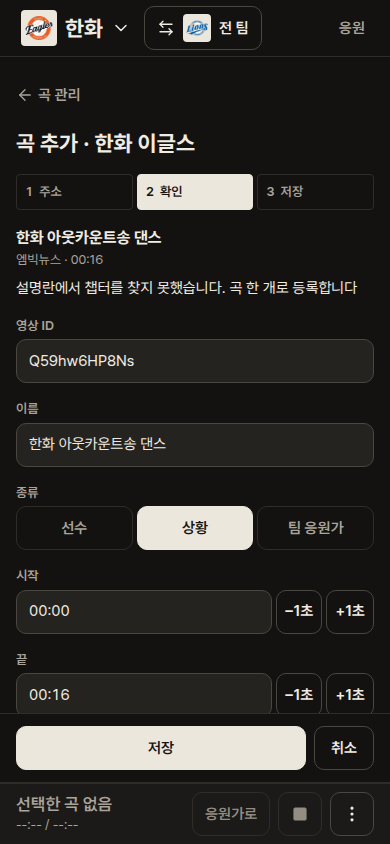 Eagles 한화 Lions 전 팀 응원
곡 관리
곡 추가 · 한화 이글스
1 주소 2 확인 3 저장
한화 아웃카운트송 댄스
엠빅뉴스 · 00:16
설명란에서 챕터를 찾지 못했습니다. 곡 한 개로 등록합니다
영상 ID
Q59hw6HP8Ns
이름
한화 아웃카운트송 댄스
종류
선수 상황 팀 응원가
시작
00:00 −1초 +1초
끝
00:16 −1초 +1초
저장 취소
선택한 곡 없음
--:-- / --:--
응원가로